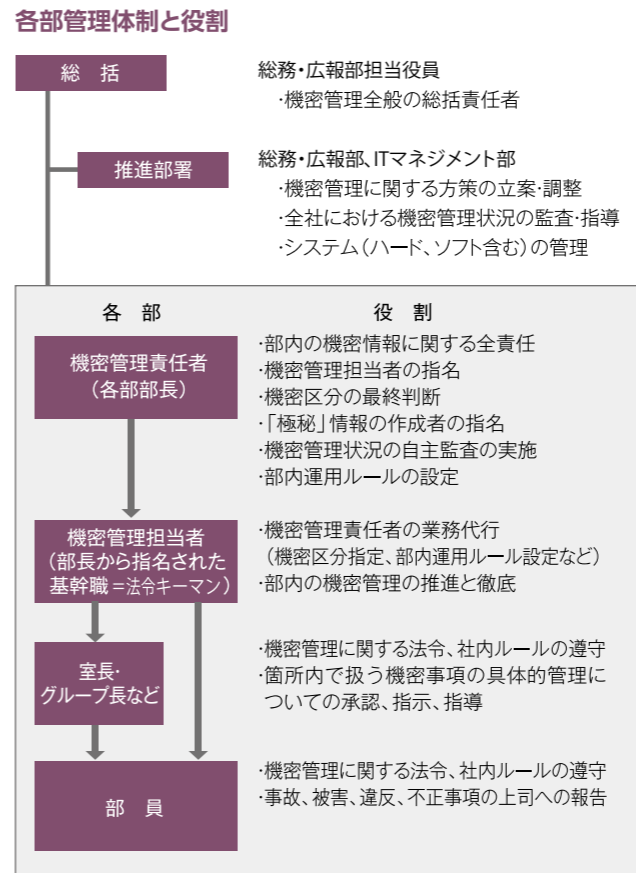 各部管理体制と役割
総　括
総務・広報部担当役員
・機密管理全般の総括責任者
推進部署
総務・広報部、ITマネジメント部
・機密管理に関する方策の立案・調整
・全社における機密管理状況の監査・指導
・システム（ハード、ソフト含む）の管理
各　部
役　割
機密管理責任者
（各部部長）
・部内の機密情報に関する全責任
・機密管理担当者の指名
・機密区分の最終判断
・「極秘」情報の作成者の指名
・機密管理状況の自主監査の実施
・部内運用ルールの設定
機密管理担当者
（部長から指名された
基幹職＝法令キーマン）
・機密管理責任者の業務代行
（機密区分指定、部内運用ルール設定など）
・部内の機密管理の推進と徹底
室長・
グループ長など
・機密管理に関する法令、社内ルールの遵守
・箇所内で扱う機密事項の具体的管理に
ついての承認、指示、指導
部　員
・機密管理に関する法令、社内ルールの遵守
・事故、被害、違反、不正事項の上司への報告